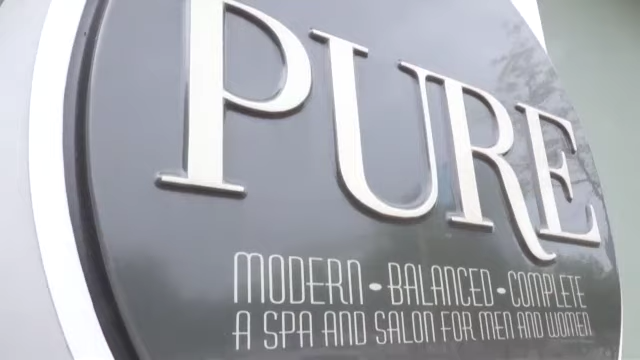 PURE
MODERN • BALANCED • COMPLETE
A SPA AND SALON FOR MEN AND WOMEN